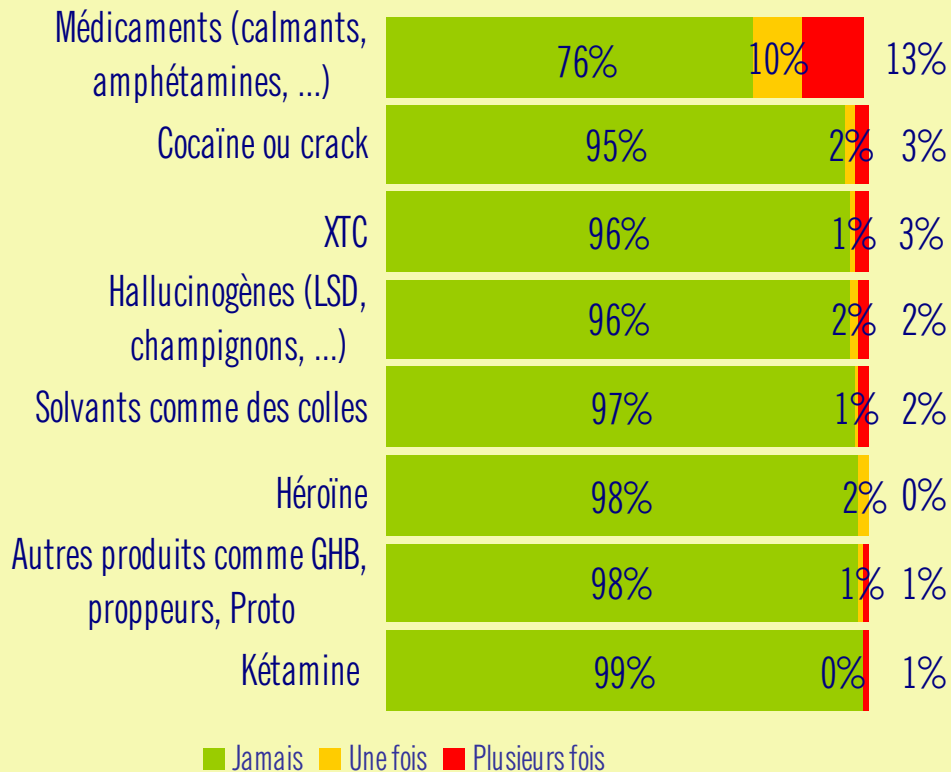 Médicaments (calmants,
amphétamines, ...)
76% 10% 13%
Cocaïne ou crack
95% 2% 3%
XTC
96% 1% 3%
Hallucinogènes (LSD,
champignons, ...)
96% 2% 2%
Solvants comme des colles
97% 1% 2%
Héroïne
98% 2% 0%
Autres produits comme GHB,
proppeurs, Proto
98% 1% 1%
Kétamine
99% 0% 1%
Jamais Une fois Plusieurs fois